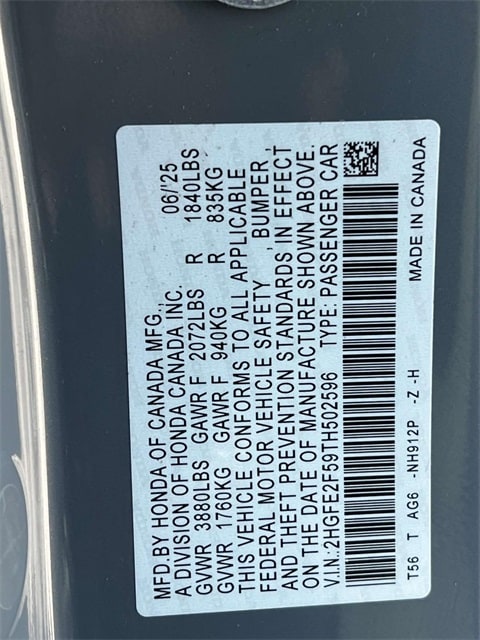 MFD.BY HONDA OF CANADA MFG., 06/'25
A DIVISION OF HONDA CANADA INC.
GVWR 3880LBS GAWR F 2072LBS R 1840LBS
GVWR 1760KG GAWR F 940KG R 835KG
THIS VEHICLE CONFORMS TO ALL APPLICABLE
FEDERAL MOTOR VEHICLE SAFETY , BUMPER ,
AND THEFT PREVENTION STANDARDS IN EFFECT
ON THE DATE OF MANUFACTURE SHOWN ABOVE.
V.IN.:2HGFE2F59TH502596 TYPE: PASSENGER CAR
T56 T AG6 -NH912P -Z -H MADE IN CANADA